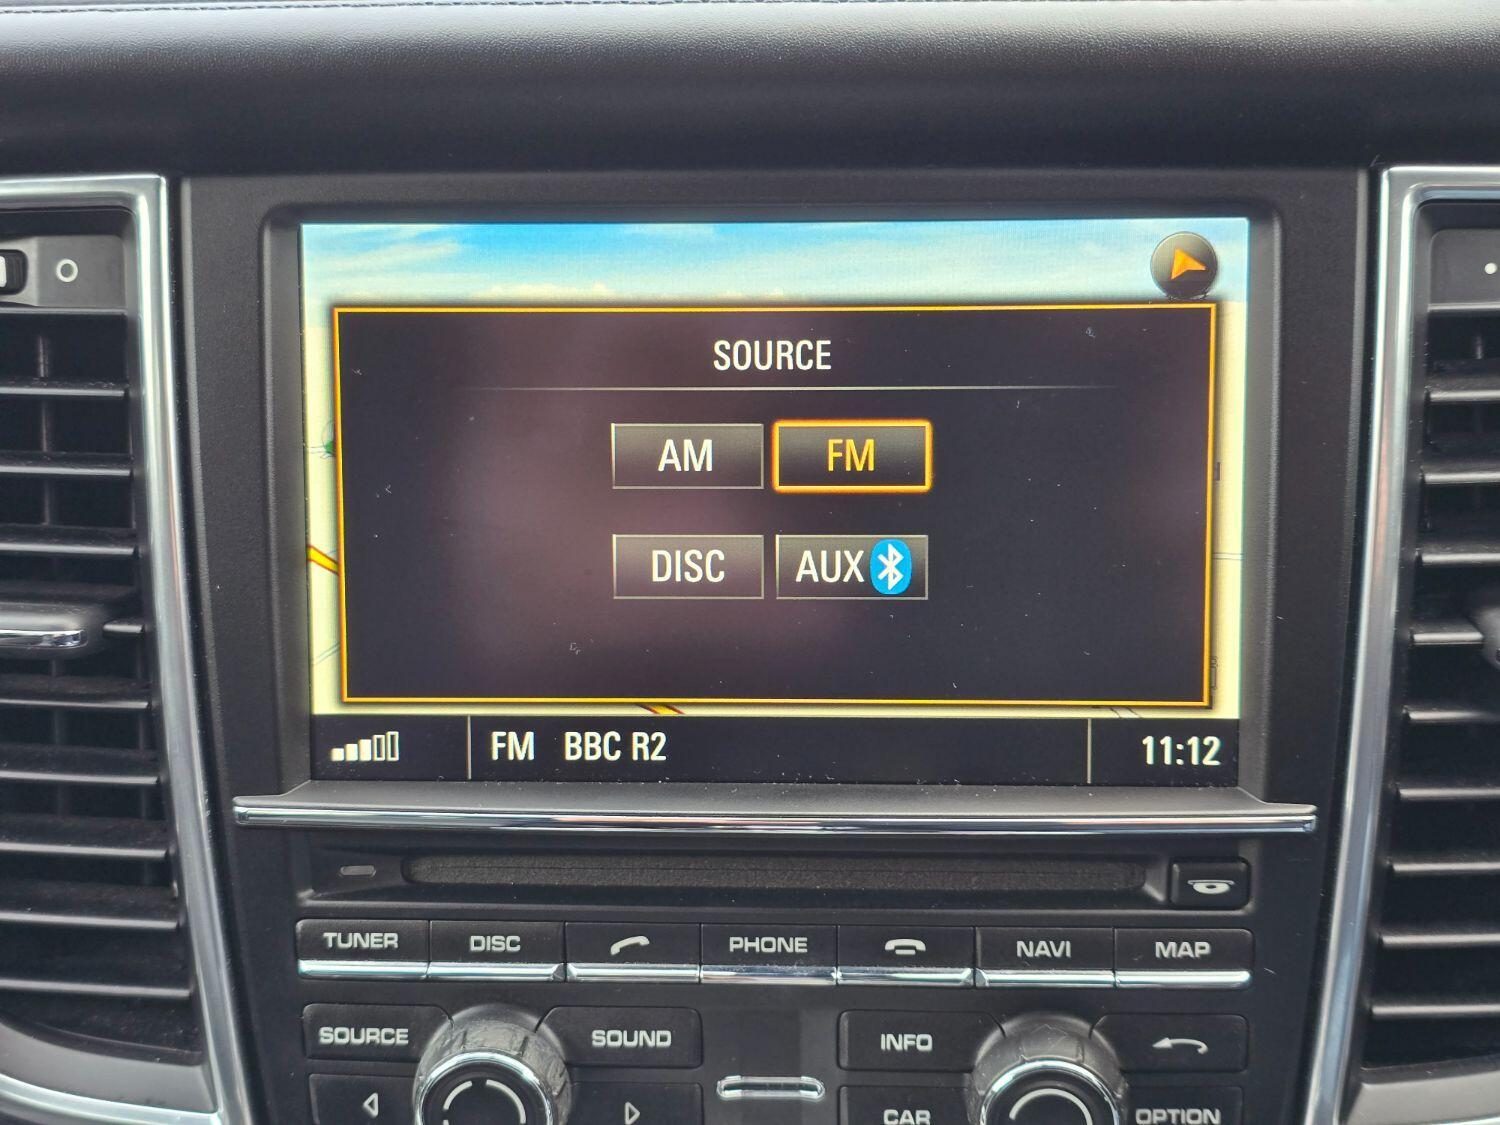 SOURCE
AM FM
DISC AUX
FM BBC R2 11:12
TUNER DISC PHONE NAVI MAP
SOURCE SOUND INFO
CAR OPTION